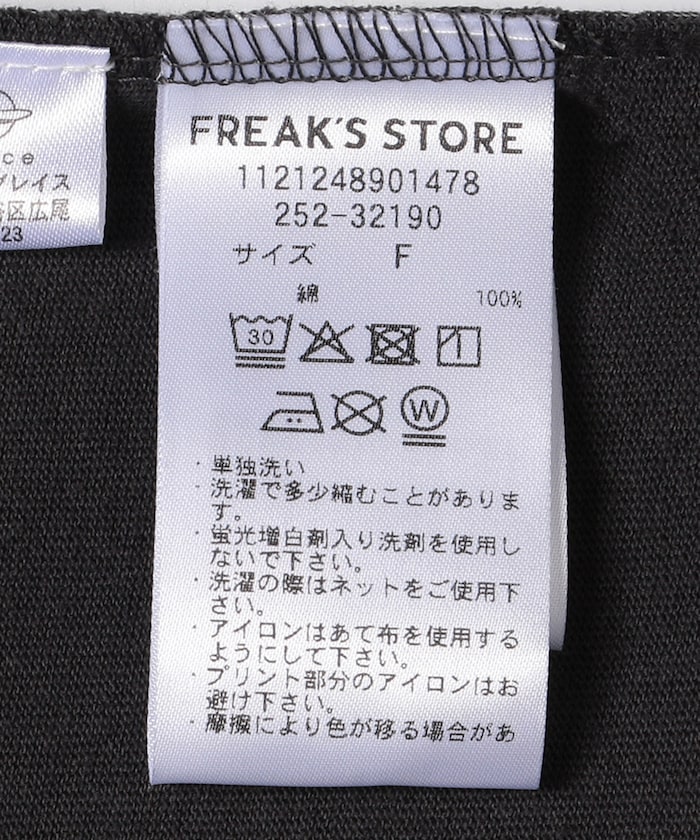 ce
グレイス
区広尾
23
FREAK'S STORE
1121248901478
252-32190
サイズ F
綿 100%
30
W
・単独洗い
・洗濯で多少縮むことがありま
す。
・蛍光増白剤入り洗剤を使用し
ないで下さい。
・洗濯の際はネットをご使用下
さい。
・アイロンはあて布を使用する
ようにして下さい。
・プリント部分のアイロンはお
避け下さい。
・摩擦により色が移る場合があ